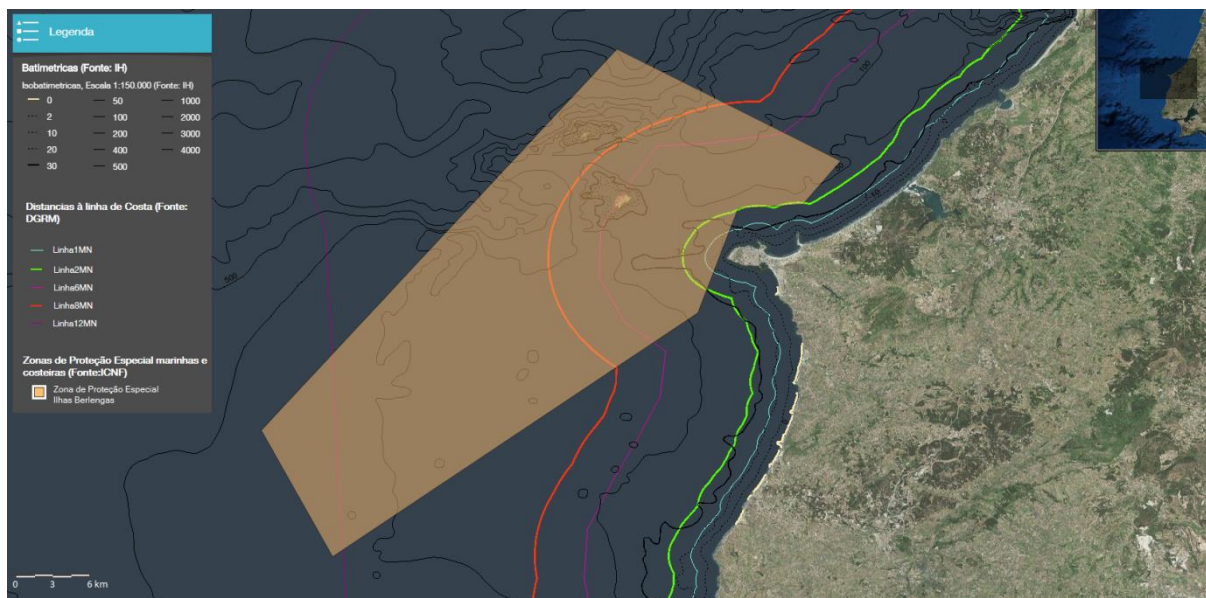 Legenda
Batimetricas (Fonte: IH)
Isobatimetricas, Escala 1:150.000 (Fonte: IH)
0 50 1000
2 100 2000
10 200 3000
20 400 4000
30 500
Distancias à linha de Costa (Fonte:
DGRM)
Linha1MN
Linha2MN
Linha6MN
Linha8MN
Linha12MN
Zonas de Proteção Especial marinhas e
costeiras (Fonte:ICNF)
Zona de Proteção Especial
Ilhas Berlengas
100
500
0 3 6 km